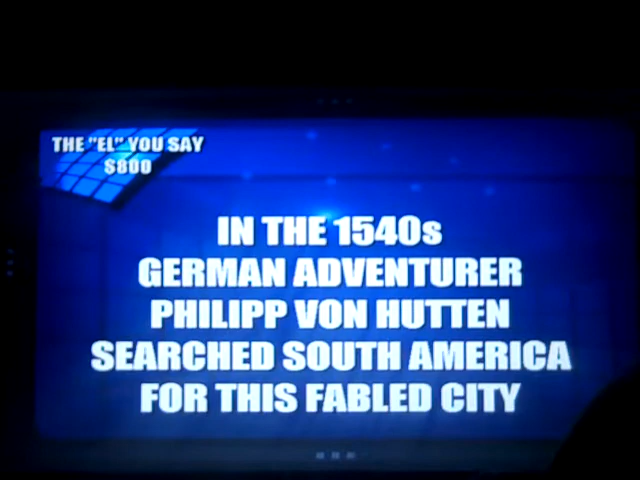 THE "EL" YOU SAY
$800
IN THE 1540s
GERMAN ADVENTURER
PHILIPP VON HUTTEN
SEARCHED SOUTH AMERICA
FOR THIS FABLED CITY